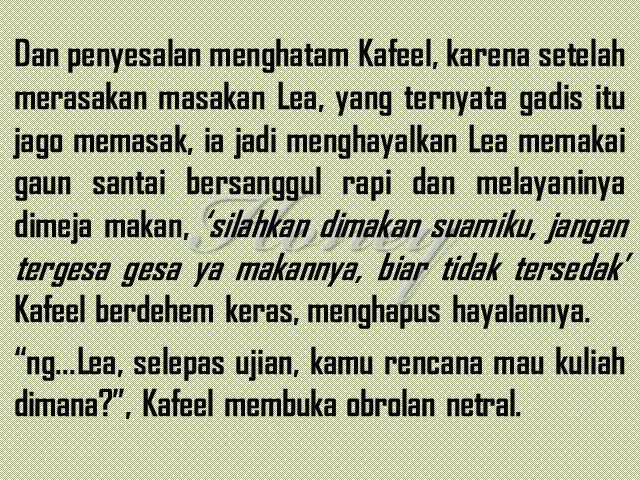 Dan penyesalan menghatam Kafeel, karena setelah
merasakan masakan Lea, yang ternyata gadis itu
jago memasak, ia jadi menghayalkan Lea memakai
gaun santai bersanggul rapi dan melayaninya
dimeja makan, ‘silahkan dimakan suamiku, jangan
tergesa gesa ya makannya, biar tidak tersedak’
Kafeel berdehem keras, menghapus hayalannya.
“ng...Lea, selepas ujian, kamu rencana mau kuliah
dimana?”, Kafeel membuka obrolan netral.
Honey